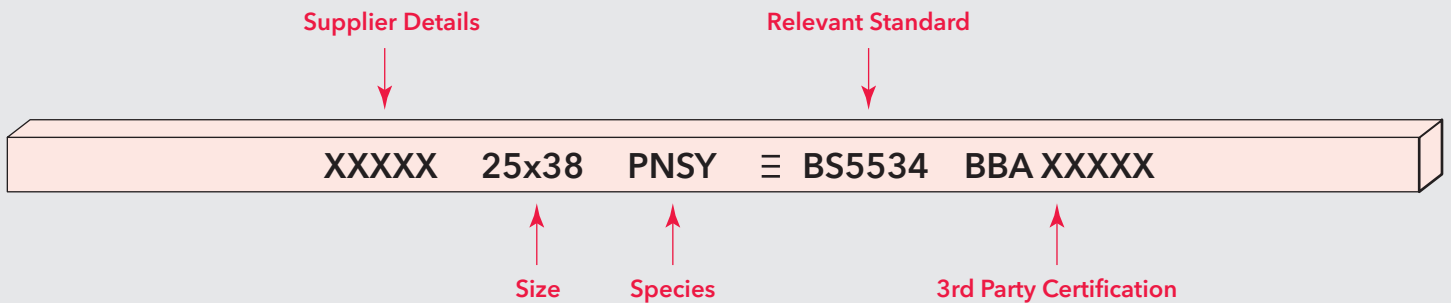 Supplier Details Relevant Standard
XXXXX 25x38 PNSY ☰ BS5534 BBA XXXXX
Size Species 3rd Party Certification